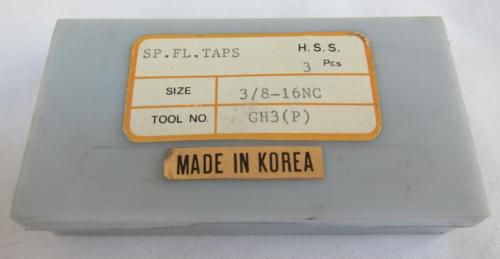 SP.FL.TAPS H.S.S.
3 Pcs
SIZE 3/8-16NC
TOOL NO. GH3(P)
MADE IN KOREA